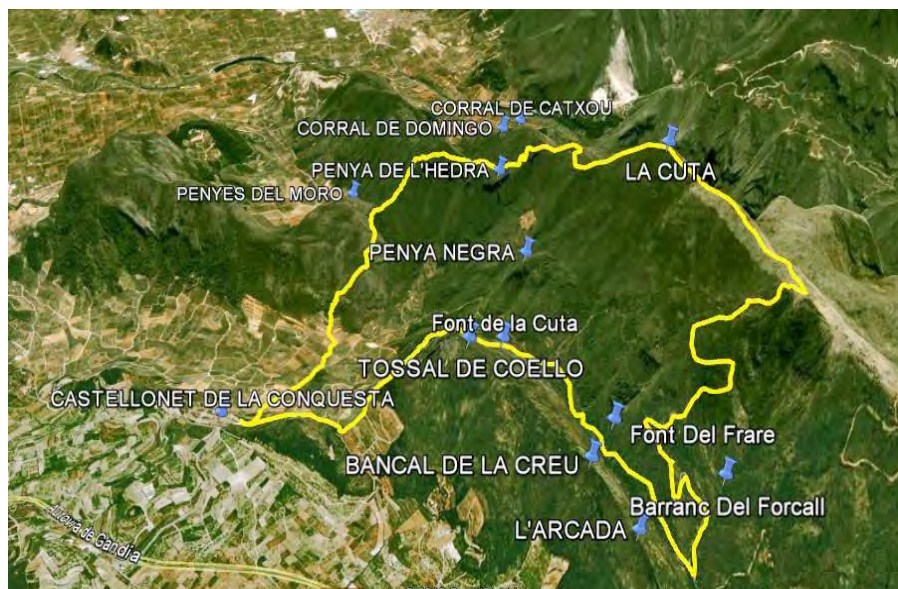 CORRAL DE CATXOU
CORRAL DE DOMINGO
LA CUTA
PENYA DE L'HEDRA
PENYES DEL MORO
PENYA NEGRA
Font de la Cuta
TOSSAL DE COELLO
CASTELLONET DE LA CONQUESTA
Font Del Frare
BANCAL DE LA CREU
Barranc Del Forcall
L'ARCADA
de Gandia